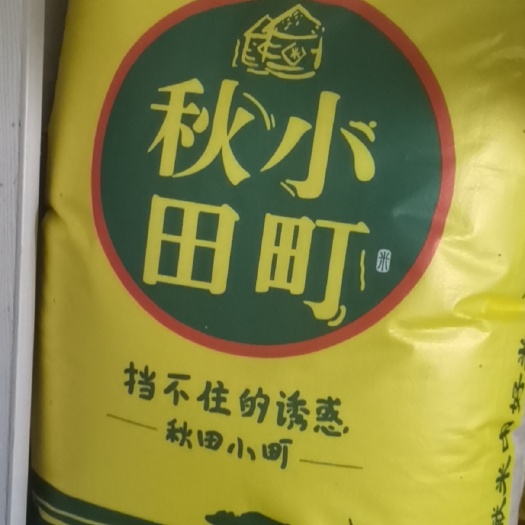 秋小
田町
米
挡不住的诱惑
秋田小町